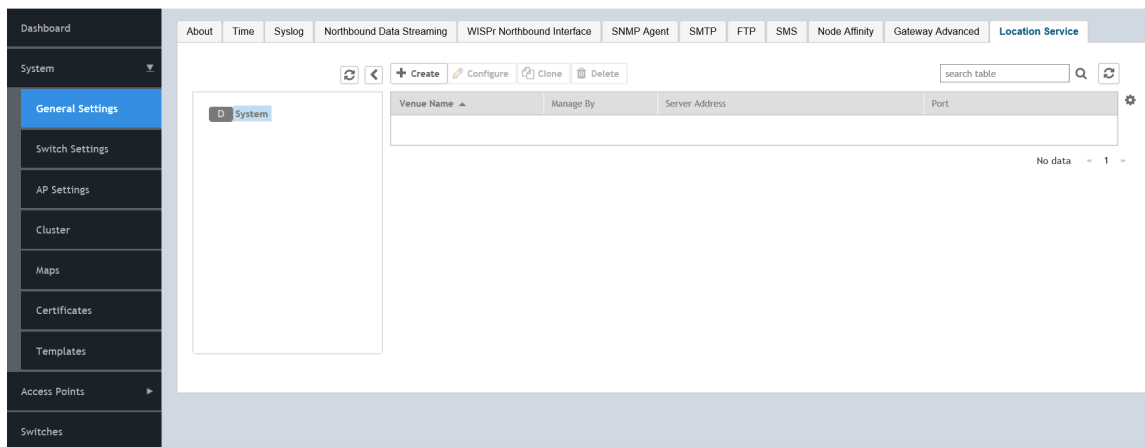 Dashboard
About Time Syslog Northbound Data Streaming WISPr Northbound Interface SNMP Agent SMTP FTP SMS Node Affinity Gateway Advanced Location Service
System
Create Configure Clone Delete search table
General Settings
D System
Venue Name Manage By Server Address Port
Switch Settings
No data « 1 »
AP Settings
Cluster
Maps
Certificates
Templates
Access Points
Switches